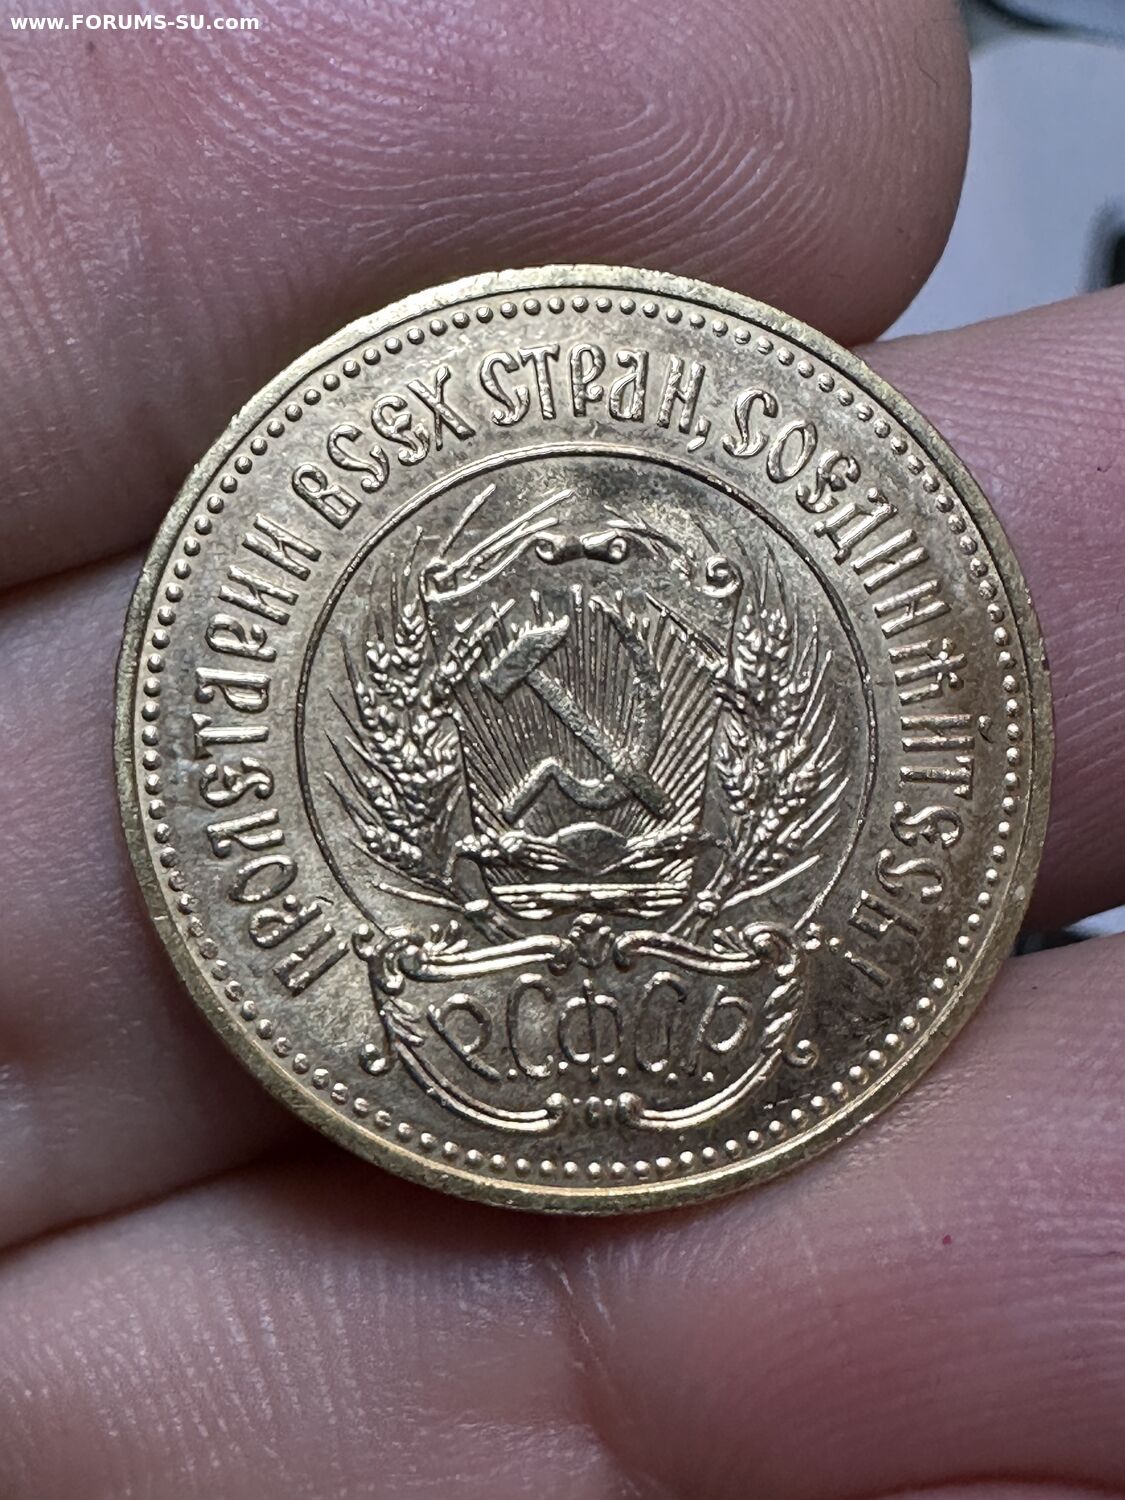 www.FORUMS-SU.com
ПРОЛЕТАРИИ ВСЕХ СТРАН, СОЕДИНЯЙТЕСЬ!
Р.С.Ф.С.Р.